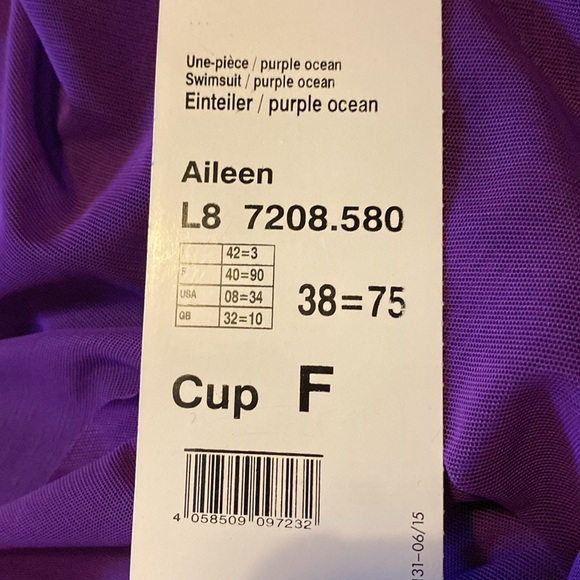 Une-pièce / purple ocean
Swimsuit / purple ocean
Einteiler / purple ocean
Aileen
L8 7208.580
42=3
F 40=90
USA 08=34
GB 32=10
38=75
Cup F
4 058509 097232
31-06/15